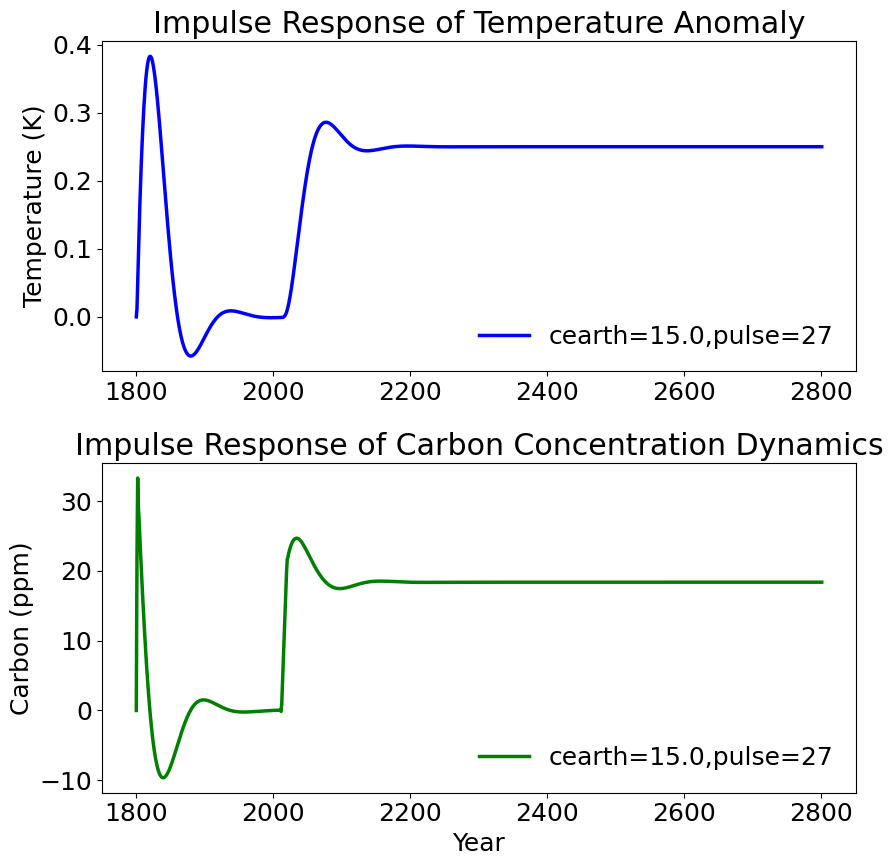 Impulse Response of Temperature Anomaly
0.4
0.3
0.2
0.1
0.0
Temperature (K)
cearth=15.0,pulse=27
1800 2000 2200 2400 2600 2800
Impulse Response of Carbon Concentration Dynamics
30
20
10
0
−10
Carbon (ppm)
cearth=15.0,pulse=27
1800 2000 2200 2400 2600 2800
Year